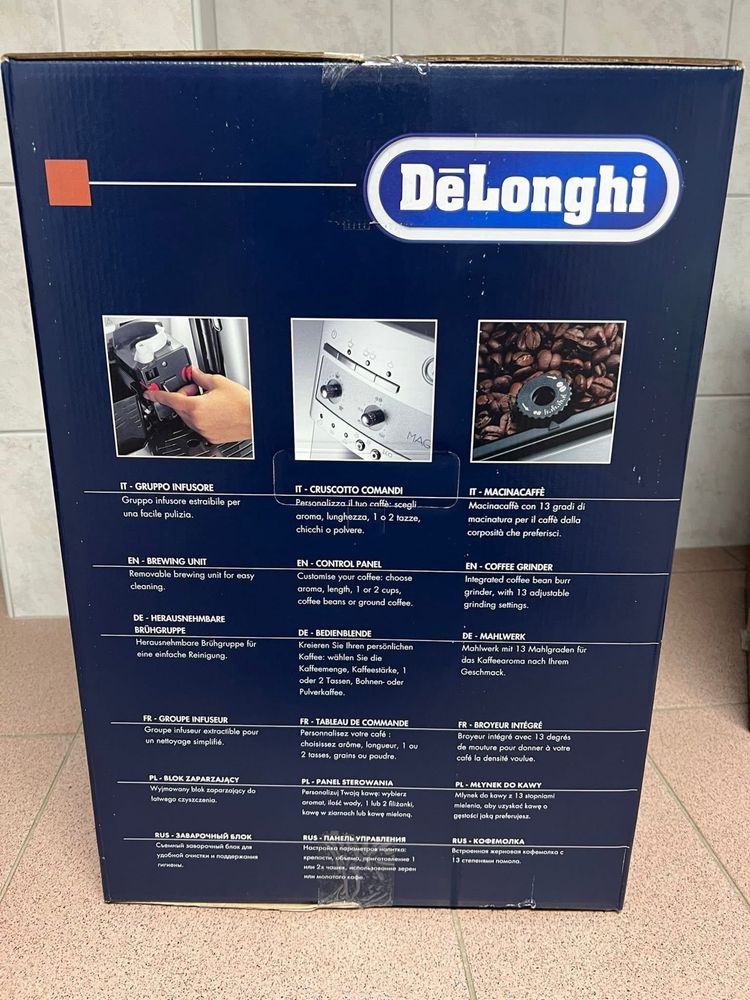 DēLonghi
MAG
IT - GRUPPO INFUSORE
Gruppo infusore estraibile per
una facile pulizia.
IT - CRUSCOTTO COMANDI
Personalizza il tuo caffè: scegli
aroma, lunghezza, 1 o 2 tazze,
chicchi o polvere.
IT - MACINACAFFÈ
Macinacaffè con 13 gradi di
macinatura per il caffè dalla
corposità che preferisci.
EN - BREWING UNIT
Removable brewing unit for easy
cleaning.
EN - CONTROL PANEL
Customise your coffee: choose
aroma, length, 1 or 2 cups,
coffee beans or ground coffee.
EN - COFFEE GRINDER
Integrated coffee bean burr
grinder, with 13 adjustable
grinding settings.
DE - HERAUSNEHMBARE
BRÜHGRUPPE
Herausnehmbare Brühgruppe für
eine einfache Reinigung.
DE - BEDIENBLENDE
Kreieren Sie Ihren persönlichen
Kaffee: wählen Sie die
Kaffeemenge, Kaffeestärke, 1
oder 2 Tassen, Bohnen- oder
Pulverkaffee.
DE - MAHLWERK
Mahlwerk mit 13 Mahlgraden für
das Kaffeearoma nach Ihrem
Geschmack.
FR - GROUPE INFUSEUR
Groupe infuseur extractible pour
un nettoyage simplifié.
FR - TABLEAU DE COMMANDE
Personnalisez votre café :
choisissez arôme, longueur, 1 ou
2 tasses, grains ou poudre.
FR - BROYEUR INTÉGRÉ
Broyeur intégré avec 13 degrés
de mouture pour donner à votre
café la densité voulue.
PL - BLOK ZAPARZAJĄCY
Wyjmowany blok zaparzający do
łatwego czyszczenia.
PL - PANEL STEROWANIA
Personalizuj Twoją kawę: wybierz
aromat, ilość wody, 1 lub 2 filiżanki,
kawę w ziarnach lub kawę mieloną.
PL - MŁYNEK DO KAWY
Młynek do kawy z 13 stopniami
mielenia, aby uzyskać kawę o
gęstości jaką preferujesz.
RUS - ЗАВАРОЧНЫЙ БЛОК
Съемный заварочный блок для
удобной очистки и поддержания
гигиены.
RUS - ПАНЕЛЬ УПРАВЛЕНИЯ
Настройка параметров напитка:
крепости, объема, приготовление 1
или 2х чашек, использование зерен
или молотого кофе.
RUS - КОФЕМОЛКА
Встроенная жерновая кофемолка с
13 степенями помола.